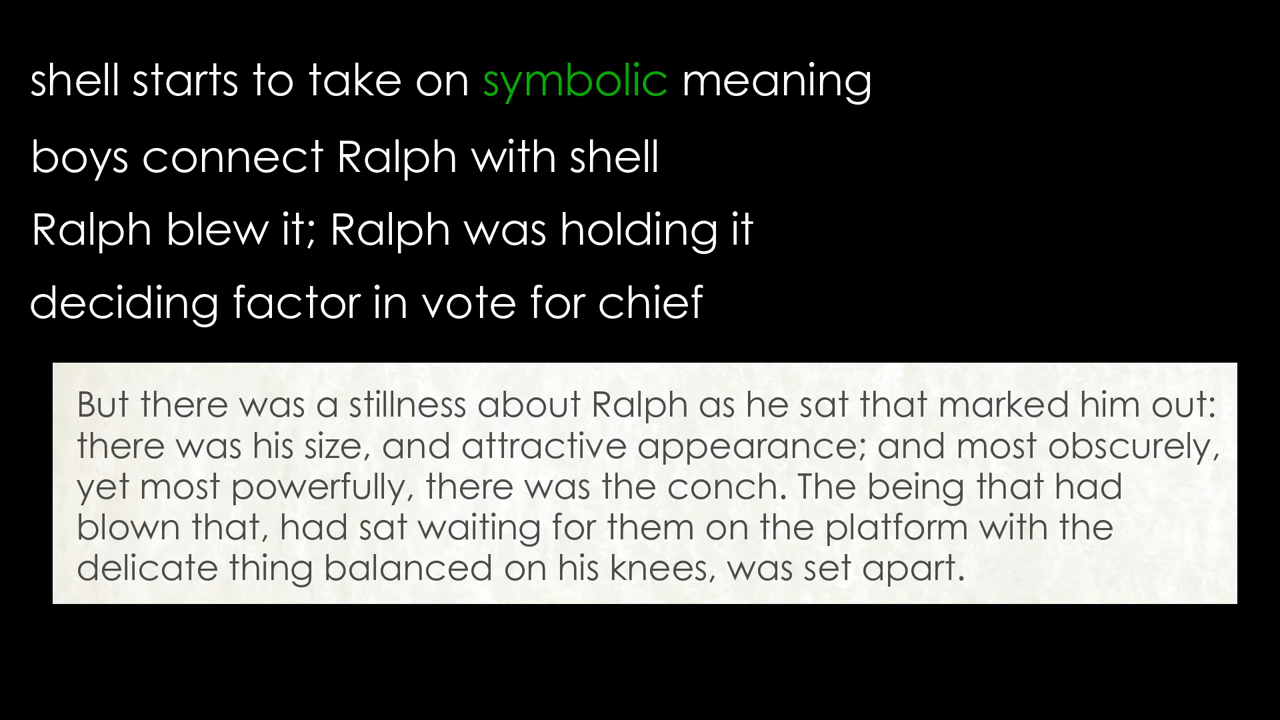 shell starts to take on symbolic meaning
boys connect Ralph with shell
Ralph blew it; Ralph was holding it
deciding factor in vote for chief
But there was a stillness about Ralph as he sat that marked him out:
there was his size, and attractive appearance; and most obscurely,
yet most powerfully, there was the conch. The being that had
blown that, had sat waiting for them on the platform with the
delicate thing balanced on his knees, was set apart.